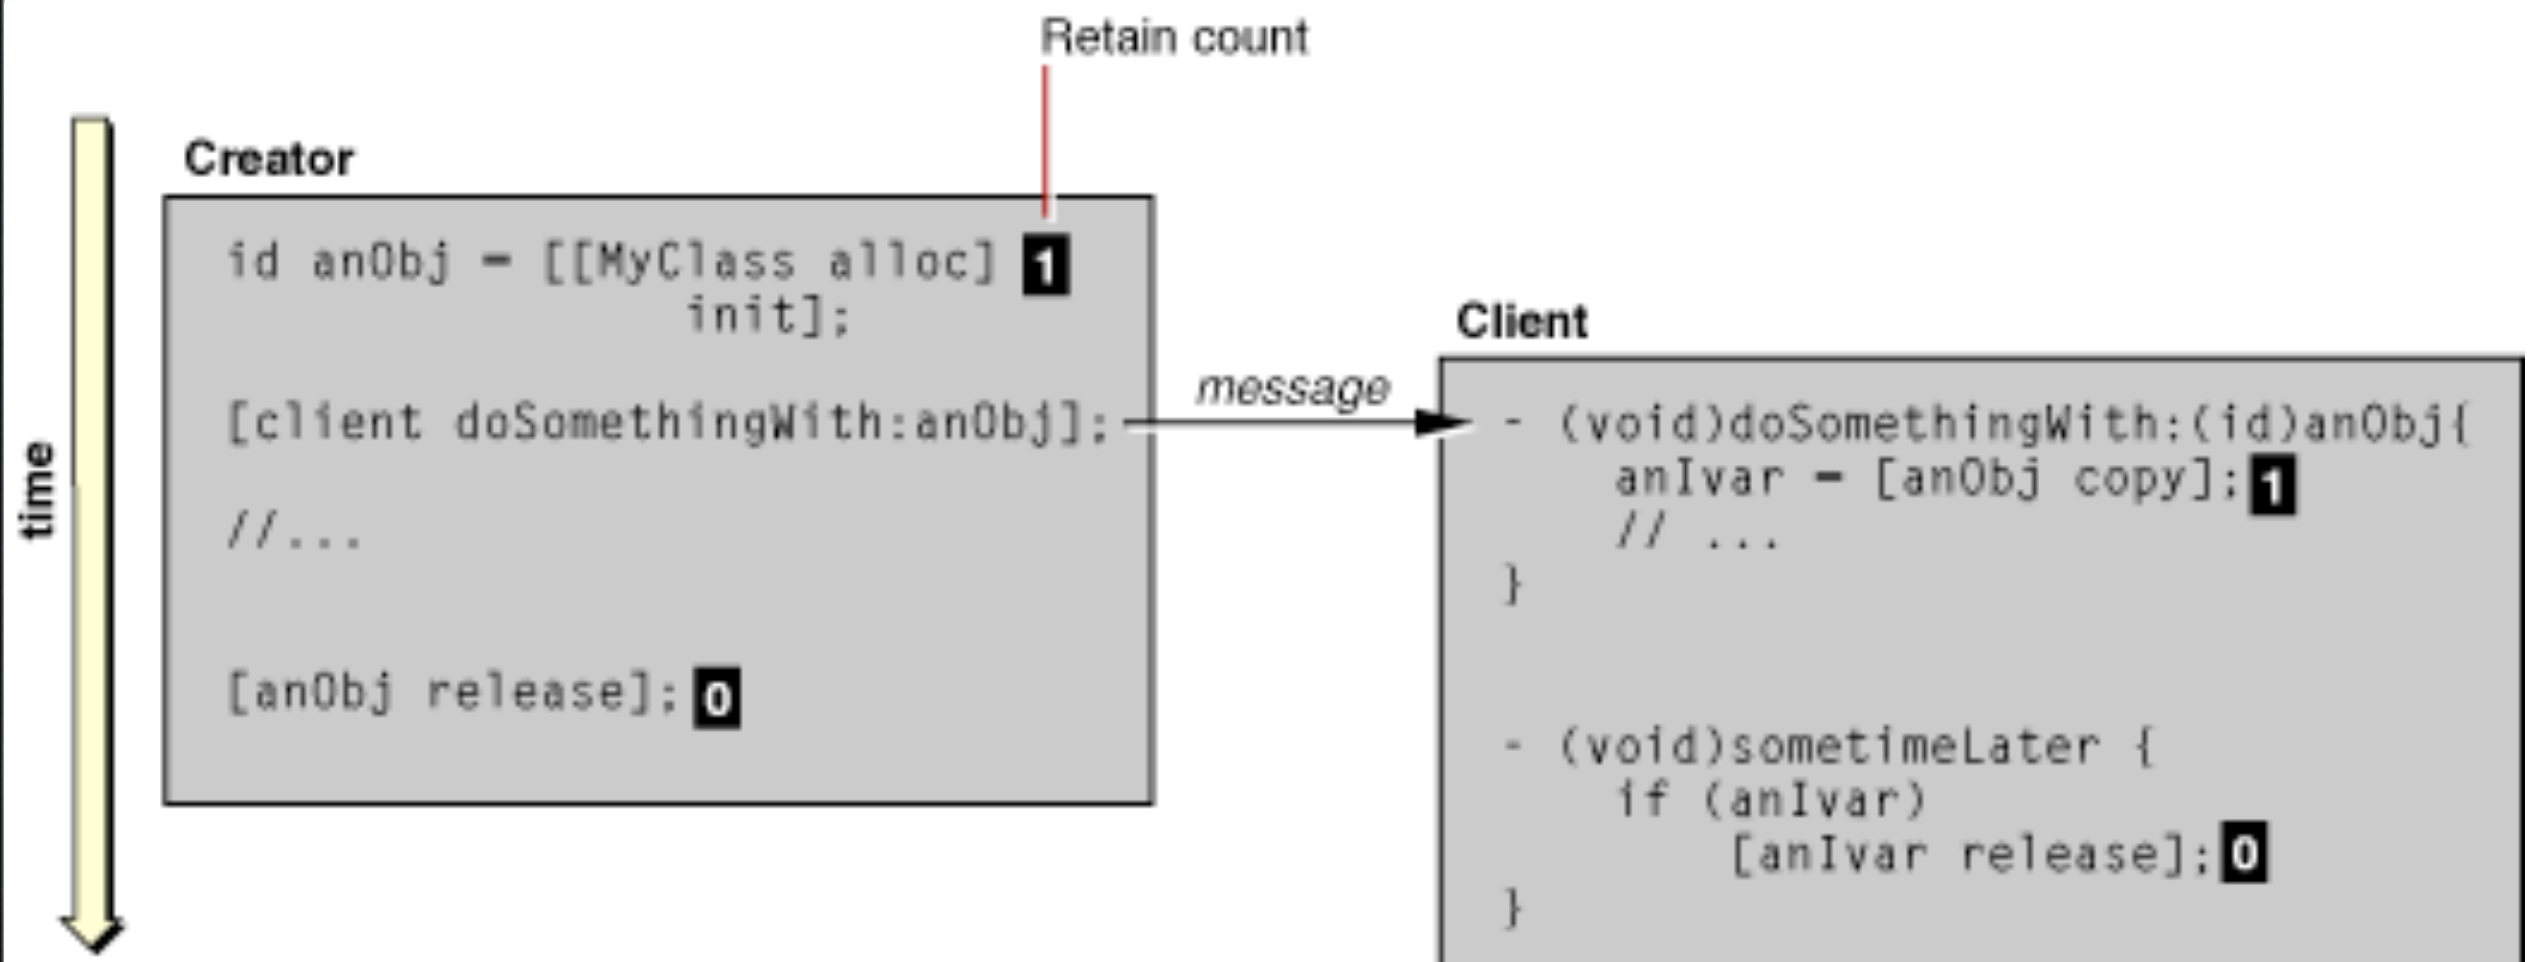 Retain count
Creator
id anObj = [[MyClass alloc] 1
init];
[client doSomethingWith:anObj];
//...
[anObj release]; 0
time
message
Client
- (void)doSomethingWith:(id)anObj{
anIvar = [anObj copy]; 1
// ...
}
- (void)sometimeLater {
if (anIvar)
[anIvar release]; 0
}